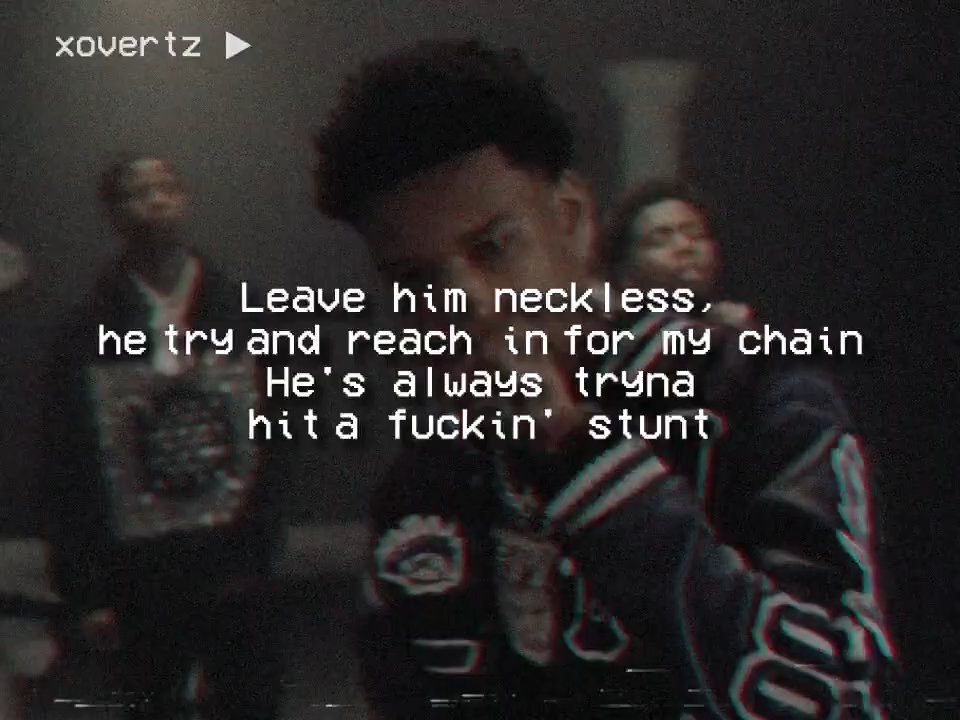 xovertz
Leave him neckless,
he try and reach in for my chain
He's always tryna
hit a fuckin' stunt